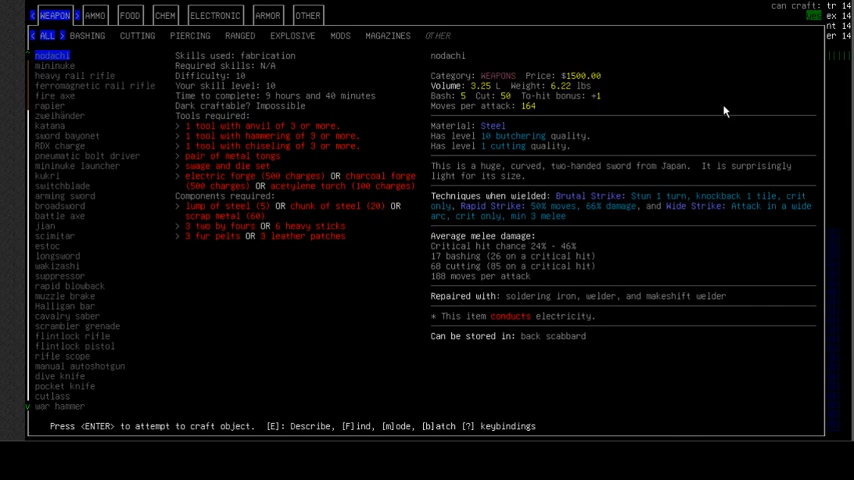 can craft: tr 14
< WEAPON > AMMO FOOD CHEM ELECTRONIC ARMOR OTHER
yes ex 14
nt 14
er 14
< ALL > BASHING CUTTING PIERCING RANGED EXPLOSIVE MODS MAGAZINES OTHER
nodachi
mininuke
heavy rail rifle
ferromagnetic rail rifle
fire axe
rapier
zweihänder
katana
sword bayonet
RDX charge
pneumatic bolt driver
mininuke launcher
kukri
switchblade
arming sword
broadsword
battle axe
jian
scimitar
estoc
longsword
wakizashi
suppressor
rapid blowback
muzzle brake
Halligan bar
cavalry saber
scrambler grenade
flintlock rifle
flintlock pistol
rifle scope
manual autoshotgun
dive knife
pocket knife
cutlass
v war hammer
Skills used: fabrication
Required skills: N/A
Difficulty: 10
Your skill level: 10
Time to complete: 9 hours and 40 minutes
Dark craftable? Impossible
Tools required:
> 1 tool with anvil of 3 or more.
> 1 tool with hammering of 3 or more.
> 1 tool with chiseling of 3 or more.
> pair of metal tongs
> swage and die set
> electric forge (500 charges) OR charcoal forge
(500 charges) OR acetylene torch (100 charges)
Components required:
> lump of steel (5) OR chunk of steel (20) OR
scrap metal (60)
> 3 two by fours OR 6 heavy sticks
> 3 fur pelts OR 3 leather patches
nodachi
Category: WEAPONS Price: $1500.00
Volume: 3.25 L Weight: 6.22 lbs
Bash: 5 Cut: 50 To-hit bonus: +1
Moves per attack: 164
Material: Steel
Has level 10 butchering quality.
Has level 1 cutting quality.
This is a huge, curved, two-handed sword from Japan. It is surprisingly
light for its size.
Techniques when wielded: Brutal Strike: Stun 1 turn, knockback 1 tile, crit
only, Rapid Strike: 50% moves, 66% damage, and Wide Strike: Attack in a wide
arc, crit only, min 3 melee
Average melee damage:
Critical hit chance 24% - 46%
17 bashing (26 on a critical hit)
68 cutting (85 on a critical hit)
188 moves per attack
Repaired with: soldering iron, welder, and makeshift welder
* This item conducts electricity.
Can be stored in: back scabbard
Press <ENTER> to attempt to craft object. [E]: Describe, [F]ind, [m]ode, [b]atch [?] keybindings